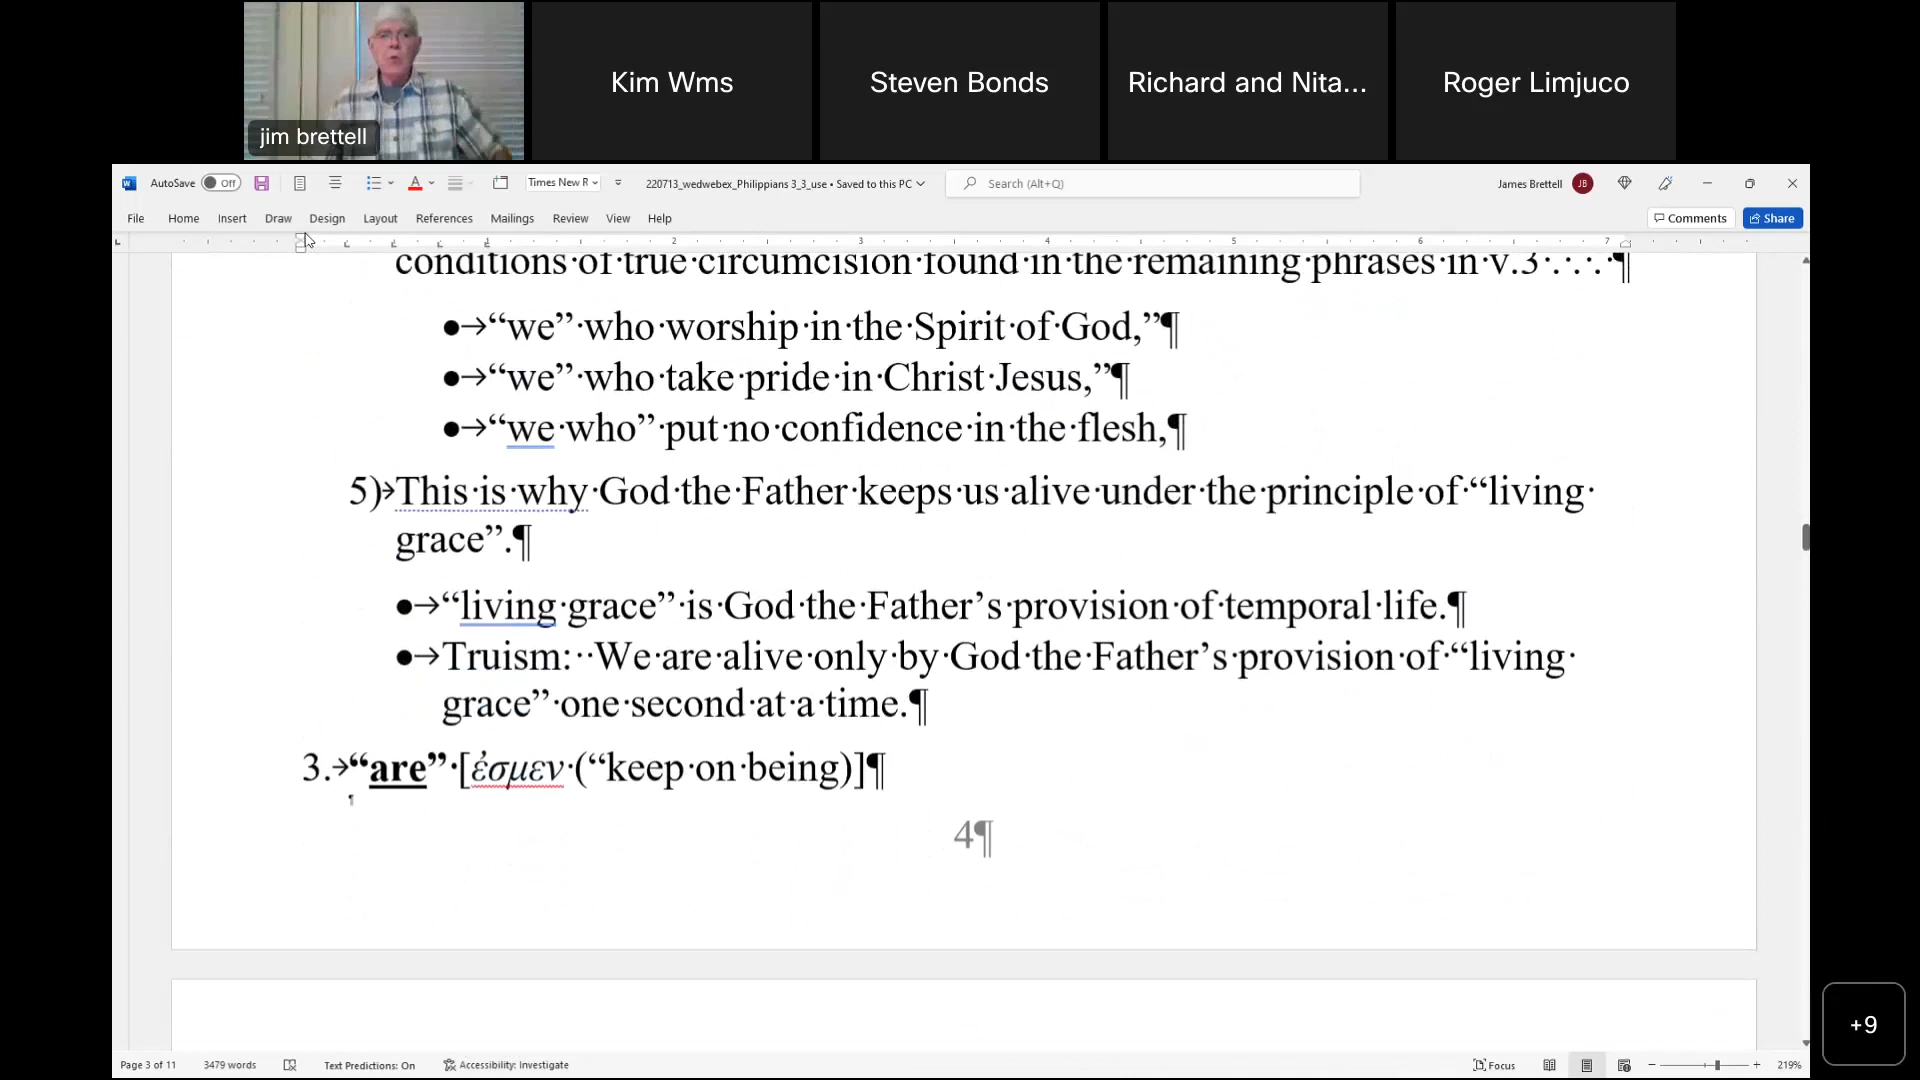 jim brettell
Kim Wms
Steven Bonds
Richard and Nita...
Roger Limjuco
AutoSave Off Times New R 220713_wedwebex_Philippians 3_3_use • Saved to this PC Search (Alt+Q) James Brettell JB
File Home Insert Draw Design Layout References Mailings Review View Help Comments Share
2 3 4 5 6 7
conditions·of·true·circumcision·found·in·the·remaining·phrases·in·v.3·.·.·.·¶
●→“we”·who·worship·in·the·Spirit·of·God,”¶
●→“we”·who·take·pride·in·Christ·Jesus,”¶
●→“we·who”·put·no·confidence·in·the·flesh,¶
5)→This·is·why·God·the·Father·keeps·us·alive·under·the·principle·of·“living·
grace”.¶
●→“living·grace”·is·God·the·Father’s·provision·of·temporal·life.¶
●→Truism:··We·are·alive·only·by·God·the·Father’s·provision·of·“living·
grace”·one·second·at·a·time.¶
3.→“are”·[ἐσμεν·(“keep·on·being)]¶
¶
4¶
+9
Page 3 of 11 3479 words Text Predictions: On Accessibility: Investigate Focus 219%